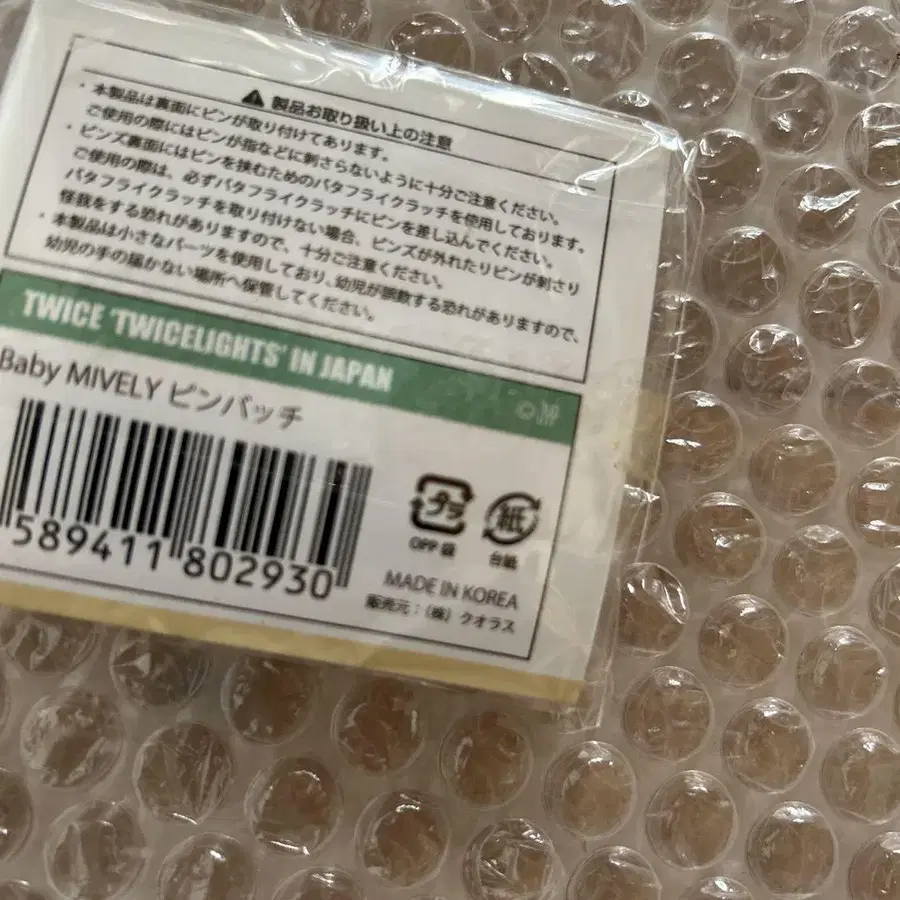 ⚠ 製品お取り扱い上の注意
・本製品は裏面にピンが取り付けてあります。
ご使用の際にはピンが指などに刺さらないように十分ご注意ください。
・ピンズ裏面にはピンを挟むためのバタフライクラッチを使用しております。
ご使用の際は、必ずバタフライクラッチにピンを差し込んでください。
バタフライクラッチを取り付けない場合、ピンズが外れたりピンが刺さり
怪我をする恐れがありますので、十分ご注意ください。
・本製品は小さなパーツを使用しており、幼児が誤飲する恐れがありますので、
幼児の手の届かない場所へ保管してください。
TWICE 'TWICELIGHTS' IN JAPAN
Baby MIVELY ピンバッチ
589411 802930
プラ
OPP 袋
紙
台紙
MADE IN KOREA
販売元：（株）クオラス